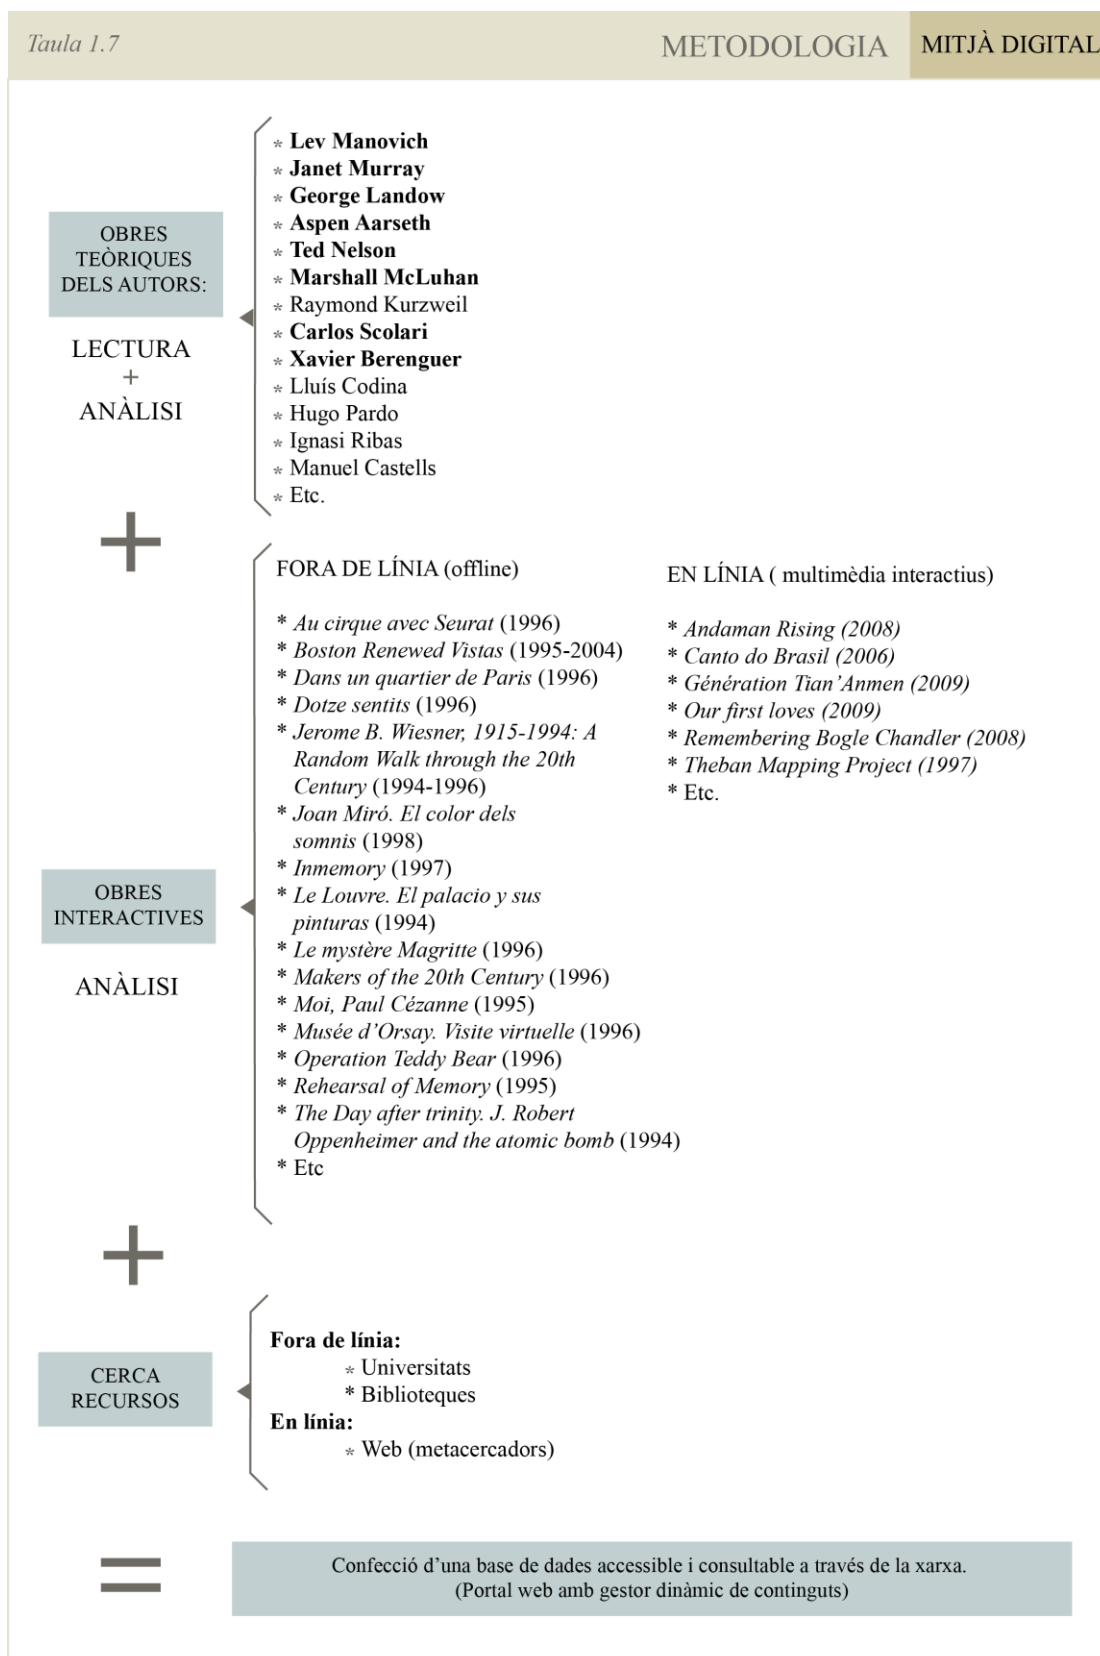 Taula 1.7
METODOLOGIA
MITJÀ DIGITAL
OBRES
TEÒRIQUES
DELS AUTORS:
LECTURA
+
ANÀLISI
* Lev Manovich
* Janet Murray
* George Landow
* Aspen Aarseth
* Ted Nelson
* Marshall McLuhan
* Raymond Kurzweil
* Carlos Scolari
* Xavier Berenguer
* Lluís Codina
* Hugo Pardo
* Ignasi Ribas
* Manuel Castells
* Etc.
+
OBRES
INTERACTIVES
ANÀLISI
FORA DE LÍNIA (offline)
* Au cirque avec Seurat (1996)
* Boston Renewed Vistas (1995-2004)
* Dans un quartier de Paris (1996)
* Dotze sentits (1996)
* Jerome B. Wiesner, 1915-1994: A
Random Walk through the 20th
Century (1994-1996)
* Joan Miró. El color dels
somnis (1998)
* Inmemory (1997)
* Le Louvre. El palacio y sus
pinturas (1994)
* Le mystère Magritte (1996)
* Makers of the 20th Century (1996)
* Moi, Paul Cézanne (1995)
* Musée d’Orsay. Visite virtuelle (1996)
* Operation Teddy Bear (1996)
* Rehearsal of Memory (1995)
* The Day after trinity. J. Robert
Oppenheimer and the atomic bomb (1994)
* Etc
EN LÍNIA ( multimèdia interactius)
* Andaman Rising (2008)
* Canto do Brasil (2006)
* Génération Tian’Anmen (2009)
* Our first loves (2009)
* Remembering Bogle Chandler (2008)
* Theban Mapping Project (1997)
* Etc.
+
CERCA
RECURSOS
Fora de línia:
* Universitats
* Biblioteques
En línia:
* Web (metacercadors)
=
Confecció d’una base de dades accessible i consultable a través de la xarxa.
(Portal web amb gestor dinàmic de continguts)